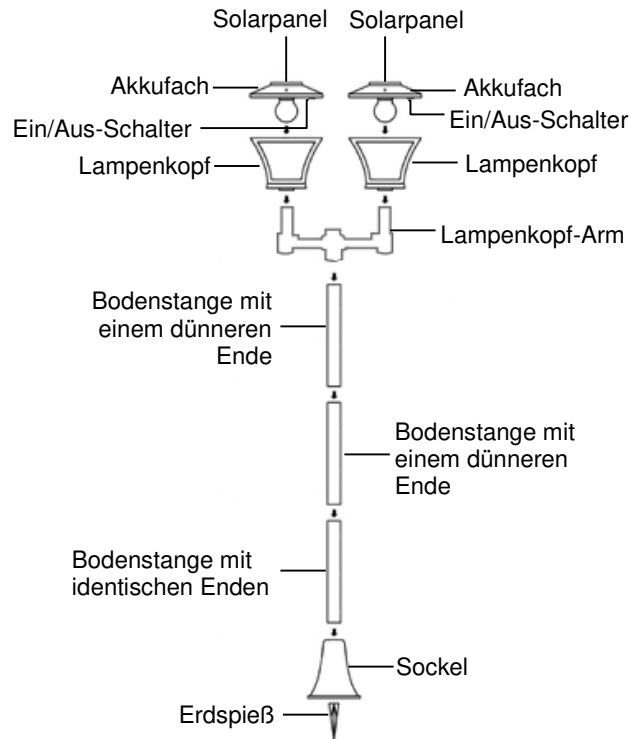 Solarpanel Solarpanel
Akkufach
Akkufach
Ein/Aus-Schalter
Ein/Aus-Schalter
Lampenkopf
Lampenkopf
Lampenkopf-Arm
Bodenstange mit
einem dünneren
Ende
Bodenstange mit
einem dünneren
Ende
Bodenstange mit
identischen Enden
Sockel
Erdspieß